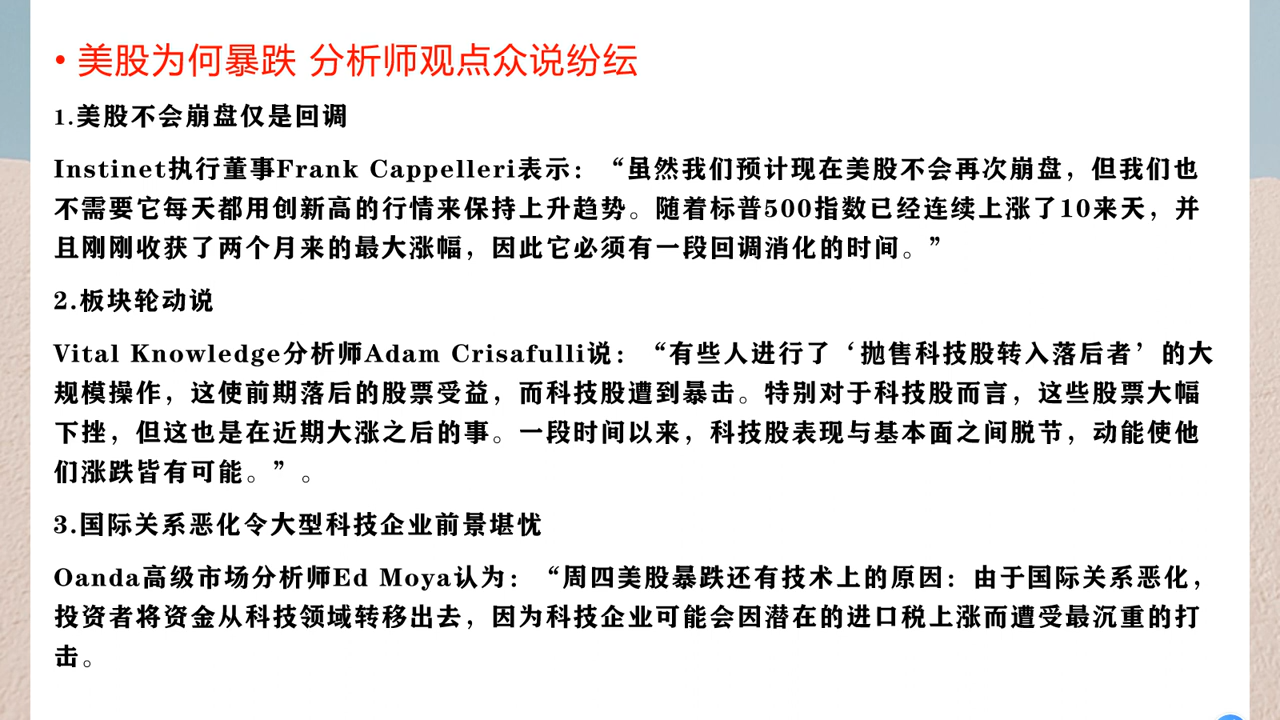 • 美股为何暴跌 分析师观点众说纷纭
1.美股不会崩盘仅是回调
Instinet执行董事Frank Cappelleri表示：“虽然我们预计现在美股不会再次崩盘，但我们也
不需要它每天都用创新高的行情来保持上升趋势。随着标普500指数已经连续上涨了10来天，并
且刚刚收获了两个月来的最大涨幅，因此它必须有一段回调消化的时间。”
2.板块轮动说
Vital Knowledge分析师Adam Crisafulli说：“有些人进行了‘抛售科技股转入落后者’的大
规模操作，这使前期落后的股票受益，而科技股遭到暴击。特别对于科技股而言，这些股票大幅
下挫，但这也是在近期大涨之后的事。一段时间以来，科技股表现与基本面之间脱节，动能使他
们涨跌皆有可能。”。
3.国际关系恶化令大型科技企业前景堪忧
Oanda高级市场分析师Ed Moya认为：“周四美股暴跌还有技术上的原因：由于国际关系恶化，
投资者将资金从科技领域转移出去，因为科技企业可能会因潜在的进口税上涨而遭受最沉重的打
击。